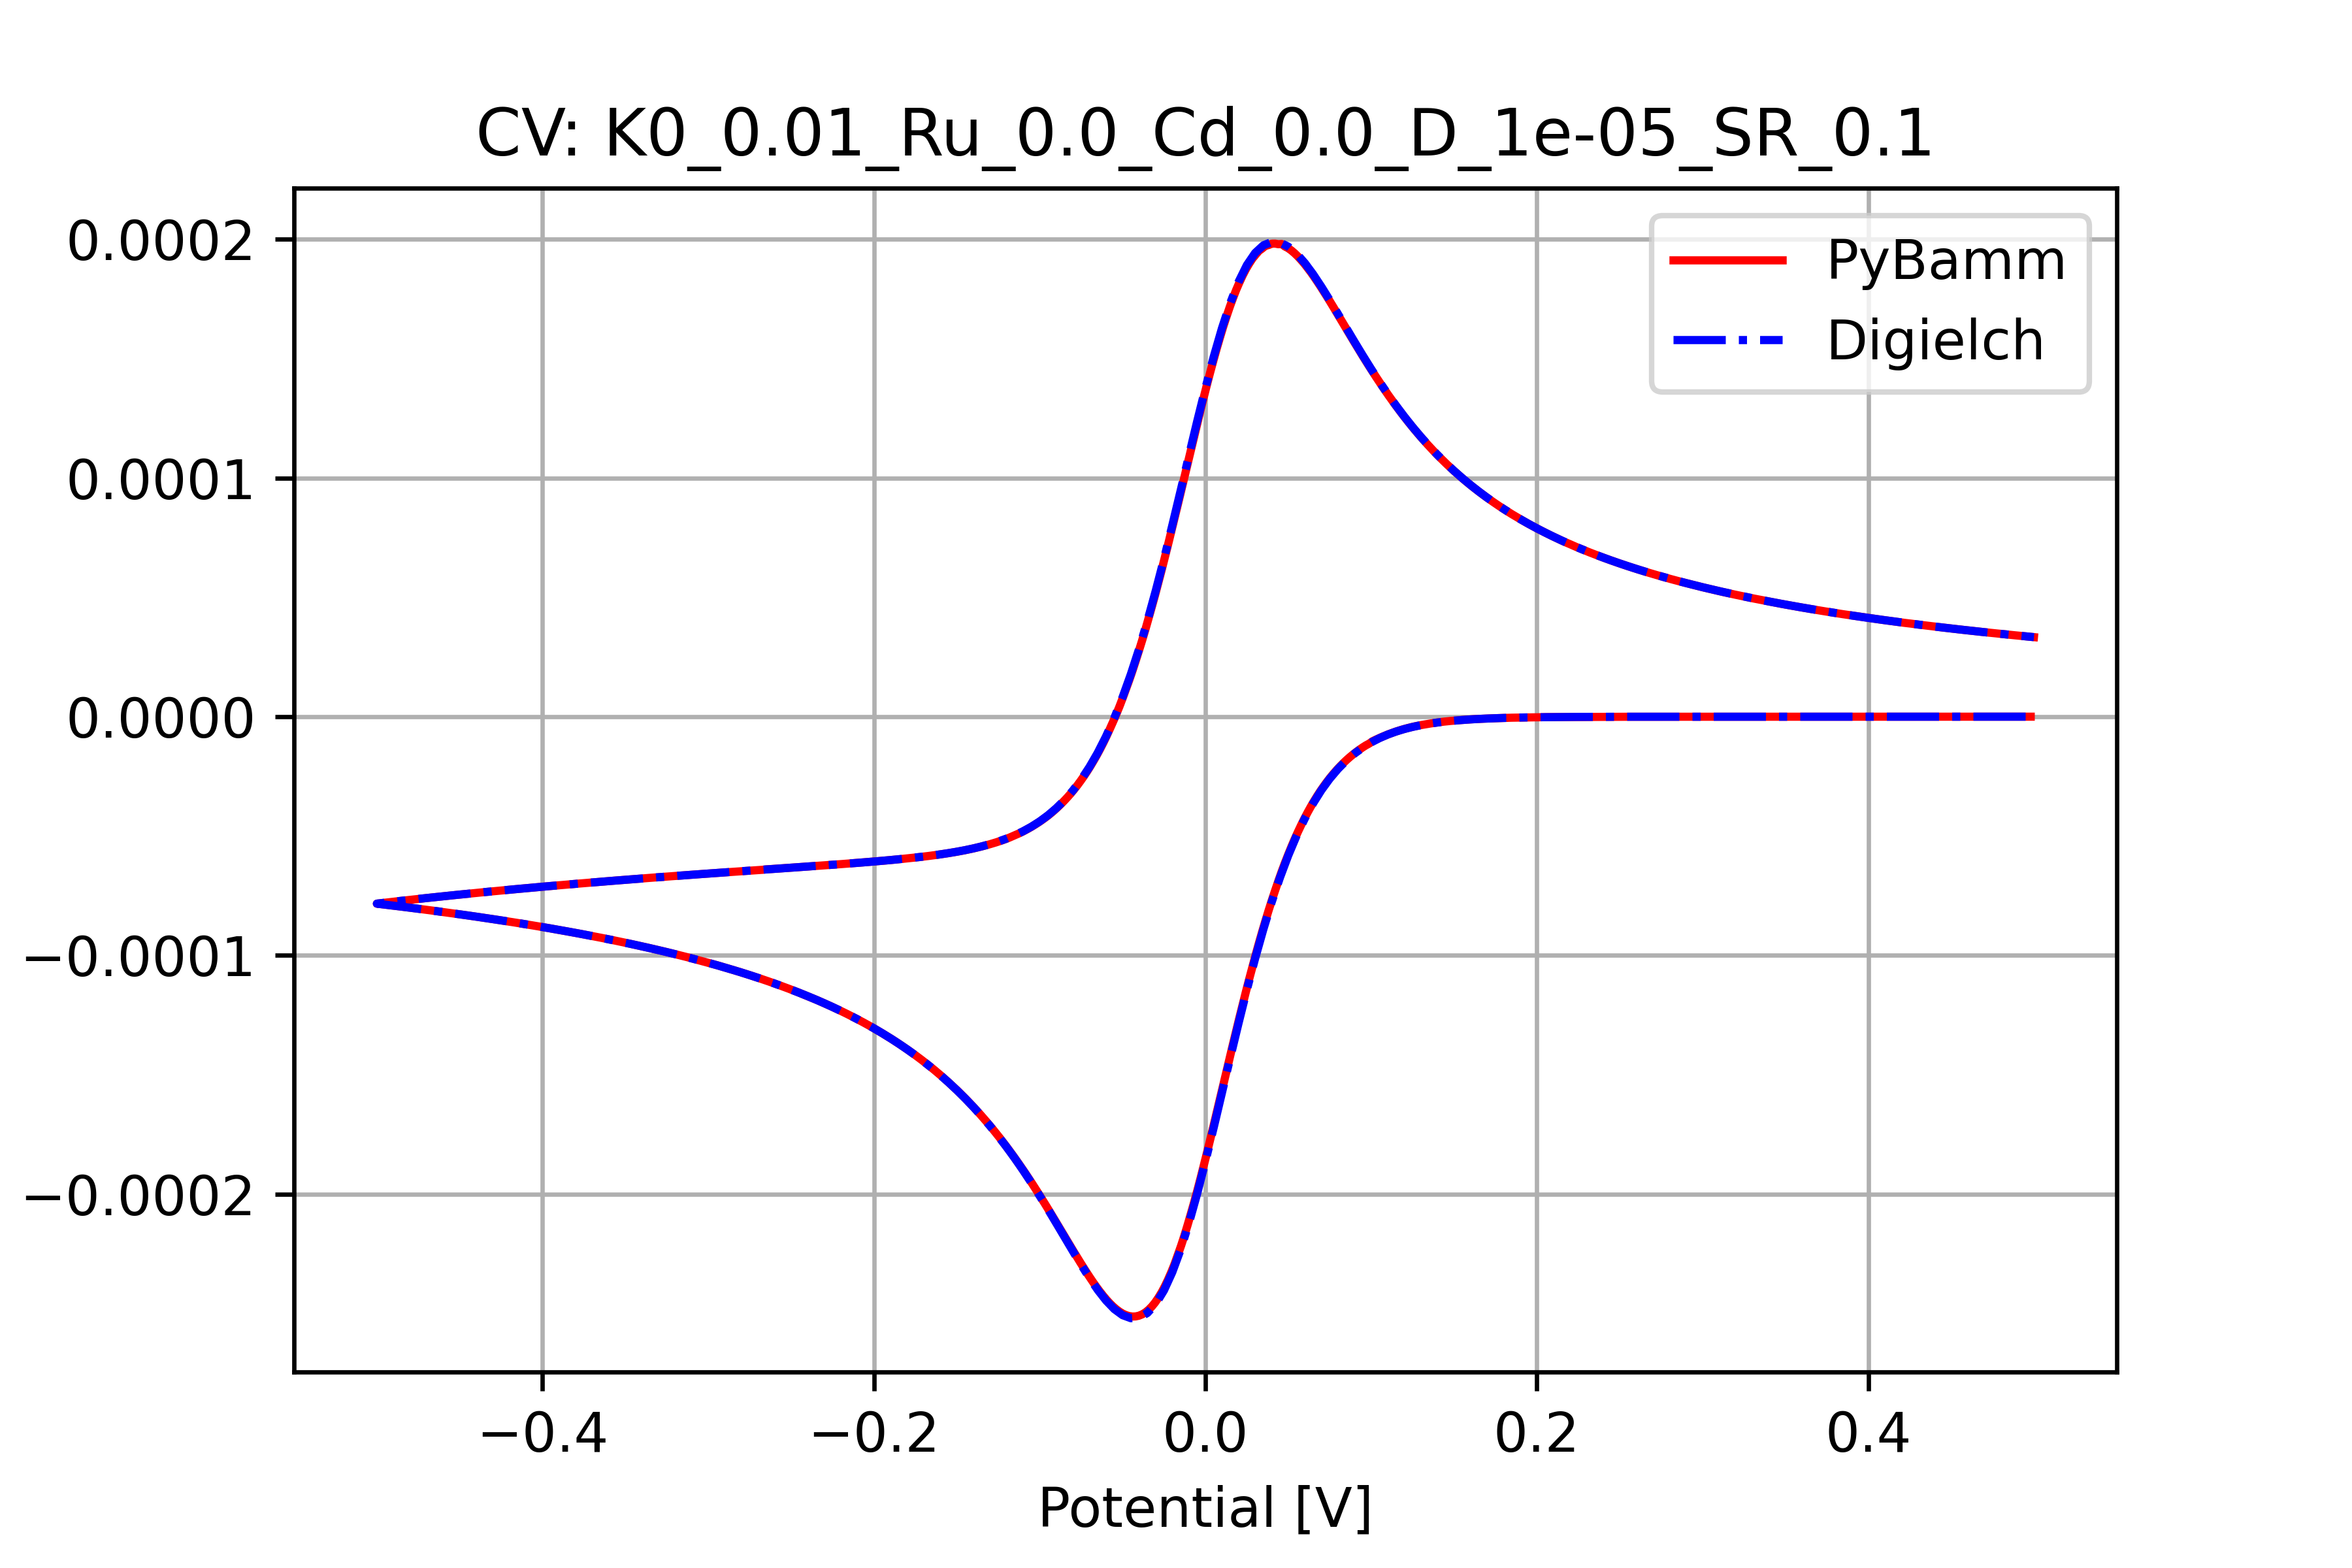 CV: K0_0.01_Ru_0.0_Cd_0.0_D_1e-05_SR_0.1
PyBamm
Digielch
0.0002
0.0001
0.0000
−0.0001
−0.0002
−0.4
−0.2
0.0
0.2
0.4
Potential [V]